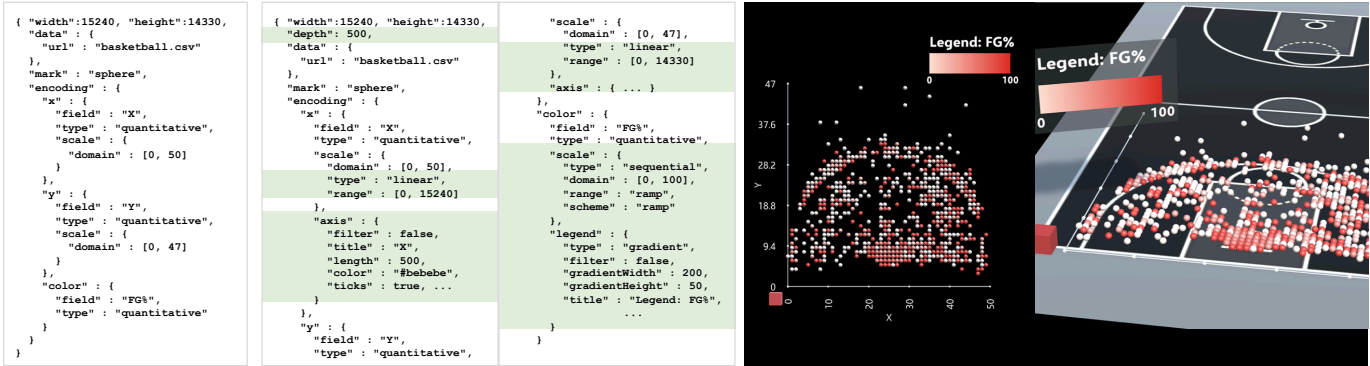 { "width":15240, "height":14330,
"data" : {
"url" : "basketball.csv"
},
"mark" : "sphere",
"encoding" : {
"x" : {
"field" : "X",
"type" : "quantitative",
"scale" : {
"domain" : [0, 50]
}
},
"y" : {
"field" : "Y",
"type" : "quantitative",
"scale" : {
"domain" : [0, 47]
}
},
"color" : {
"field" : "FG%",
"type" : "quantitative"
}
}
}
{ "width":15240, "height":14330,
"depth": 500,
"data" : {
"url" : "basketball.csv"
},
"mark" : "sphere",
"encoding" : {
"x" : {
"field" : "X",
"type" : "quantitative",
"scale" : {
"domain" : [0, 50]
"type" : "linear",
"range" : [0, 15240]
},
"axis" : {
"filter" : false,
"title" : "X",
"length" : 500,
"color" : "#bebebe",
"ticks" : true, ...
}
},
"y" : {
"field" : "Y",
"type" : "quantitative",
"scale" : {
"domain" : [0, 47],
"type" : "linear",
"range" : [0, 14330]
},
"axis" : { ... }
},
"color" : {
"field" : "FG%",
"type" : "quantitative",
"scale" : {
"type" : "sequential",
"domain" : [0, 100],
"range" : "ramp",
"scheme" : "ramp"
},
"legend" : {
"type" : "gradient",
"filter" : false,
"gradientWidth" : 200,
"gradientHeight" : 50,
"title" : "Legend: FG%",
...
}
}
Legend: FG%
0 100
47
37.6
28.2
Y
18.8
9.4
0
0 10 20 30 40 50
X
Legend: FG%
0 100